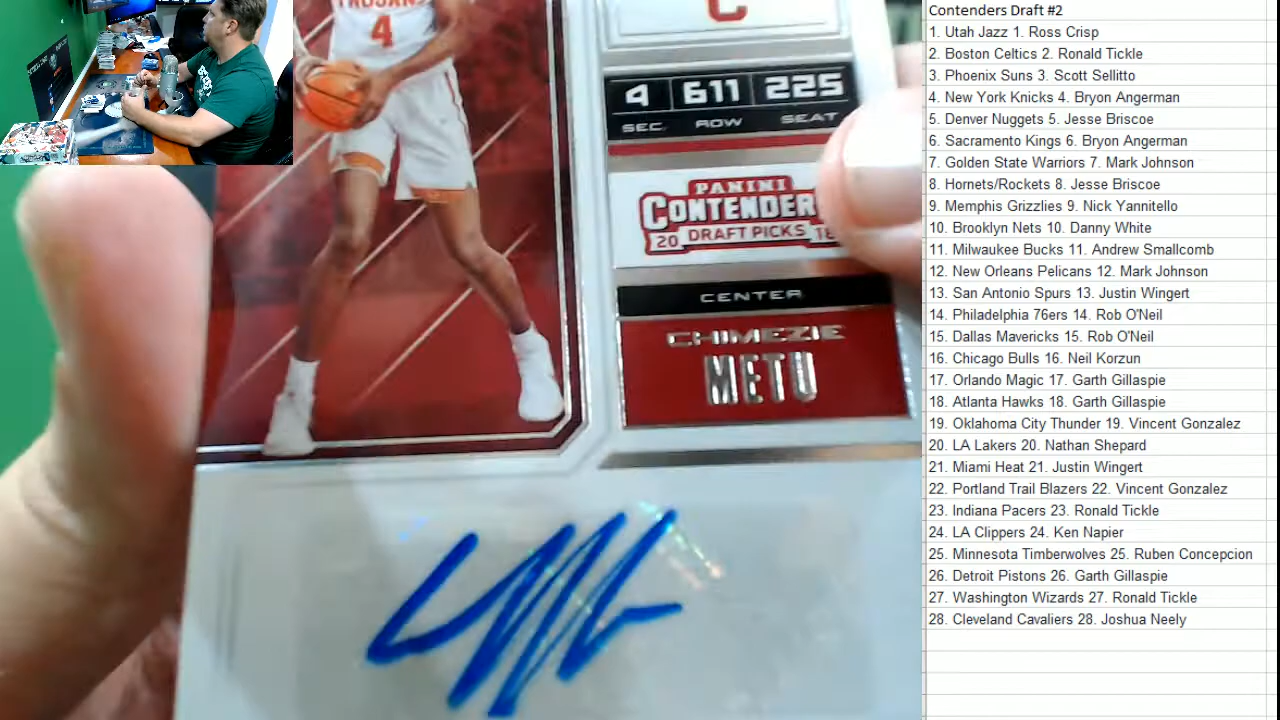 TROJANS
4
C
4 611 225
SEC. ROW SEAT
PANINI
CONTENDER
20 DRAFT PICKS 18
CENTER
CHIMEZIE
METU
Contenders Draft #2
1. Utah Jazz 1. Ross Crisp
2. Boston Celtics 2. Ronald Tickle
3. Phoenix Suns 3. Scott Sellitto
4. New York Knicks 4. Bryon Angerman
5. Denver Nuggets 5. Jesse Briscoe
6. Sacramento Kings 6. Bryon Angerman
7. Golden State Warriors 7. Mark Johnson
8. Hornets/Rockets 8. Jesse Briscoe
9. Memphis Grizzlies 9. Nick Yannitello
10. Brooklyn Nets 10. Danny White
11. Milwaukee Bucks 11. Andrew Smallcomb
12. New Orleans Pelicans 12. Mark Johnson
13. San Antonio Spurs 13. Justin Wingert
14. Philadelphia 76ers 14. Rob O'Neil
15. Dallas Mavericks 15. Rob O'Neil
16. Chicago Bulls 16. Neil Korzun
17. Orlando Magic 17. Garth Gillaspie
18. Atlanta Hawks 18. Garth Gillaspie
19. Oklahoma City Thunder 19. Vincent Gonzalez
20. LA Lakers 20. Nathan Shepard
21. Miami Heat 21. Justin Wingert
22. Portland Trail Blazers 22. Vincent Gonzalez
23. Indiana Pacers 23. Ronald Tickle
24. LA Clippers 24. Ken Napier
25. Minnesota Timberwolves 25. Ruben Concepcion
26. Detroit Pistons 26. Garth Gillaspie
27. Washington Wizards 27. Ronald Tickle
28. Cleveland Cavaliers 28. Joshua Neely